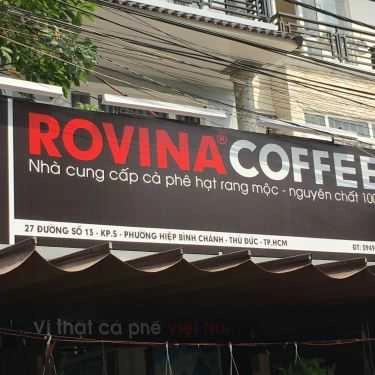 ROVINA® COFFEE
Nhà cung cấp cà phê hạt rang mộc - nguyên chất 100
27 ĐƯỜNG SỐ 13 - KP.5 - PHƯỜNG HIỆP BÌNH CHÁNH - THỦ ĐỨC - TP.HCM
ĐT:
Vị thật cà phê Việt